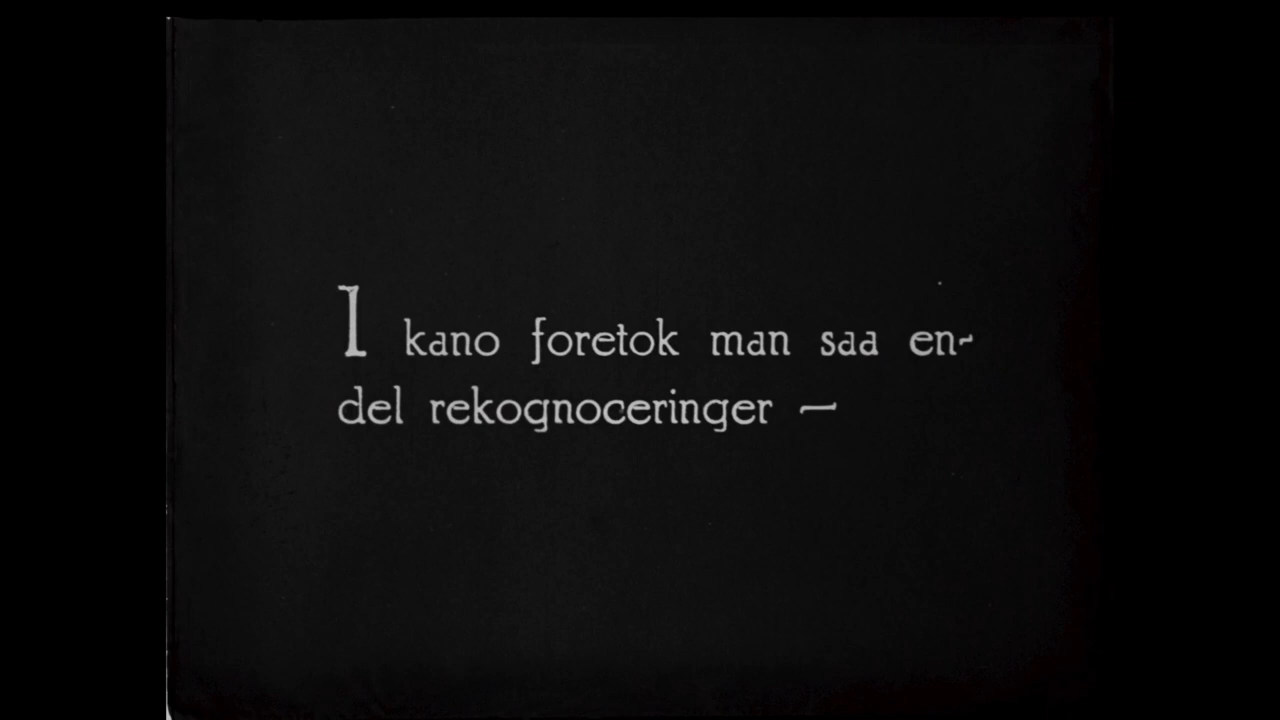 I kano foretok man saa en-
del rekognoceringer —